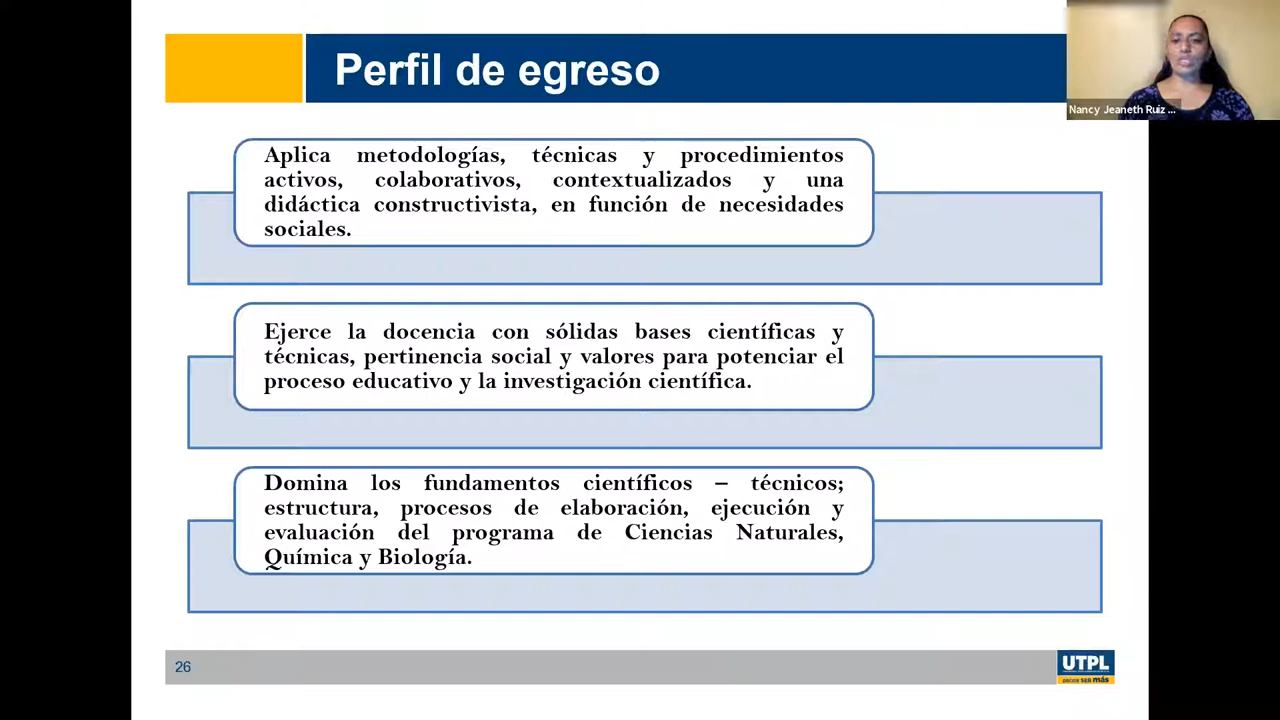 Perfil de egreso
Nancy Jeaneth Ruiz ...
Aplica metodologías, técnicas y procedimientos
activos, colaborativos, contextualizados y una
didáctica constructivista, en función de necesidades
sociales.
Ejerce la docencia con sólidas bases científicas y
técnicas, pertinencia social y valores para potenciar el
proceso educativo y la investigación científica.
Domina los fundamentos científicos – técnicos;
estructura, procesos de elaboración, ejecución y
evaluación del programa de Ciencias Naturales,
Química y Biología.
26
UTPL
DECIDE SER más